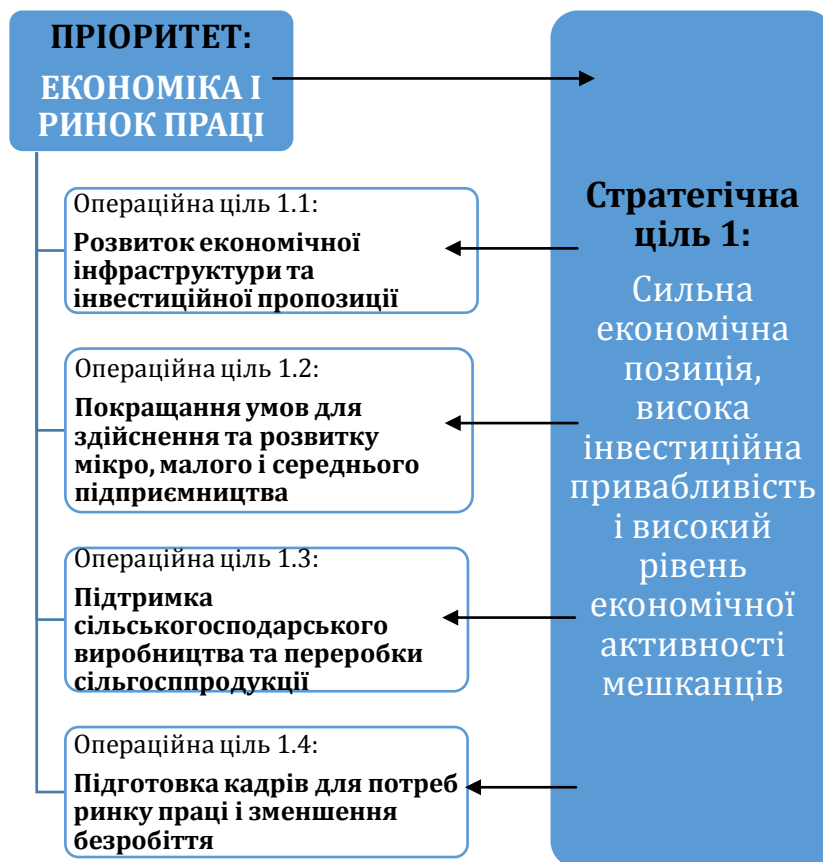 ПРІОРИТЕТ:
ЕКОНОМІКА І
РИНОК ПРАЦІ
Операційна ціль 1.1:
Розвиток економічної
інфраструктури та
інвестиційної пропозиції
Операційна ціль 1.2:
Покращання умов для
здійснення та розвитку
мікро, малого і середнього
підприємництва
Операційна ціль 1.3:
Підтримка
сільськогосподарського
виробництва та переробки
сільгосппродукції
Операційна ціль 1.4:
Підготовка кадрів для потреб
ринку праці і зменшення
безробіття
Стратегічна
ціль 1:
Сильна
економічна
позиція,
висока
інвестиційна
привабливість
і високий
рівень
економічної
активності
мешканців